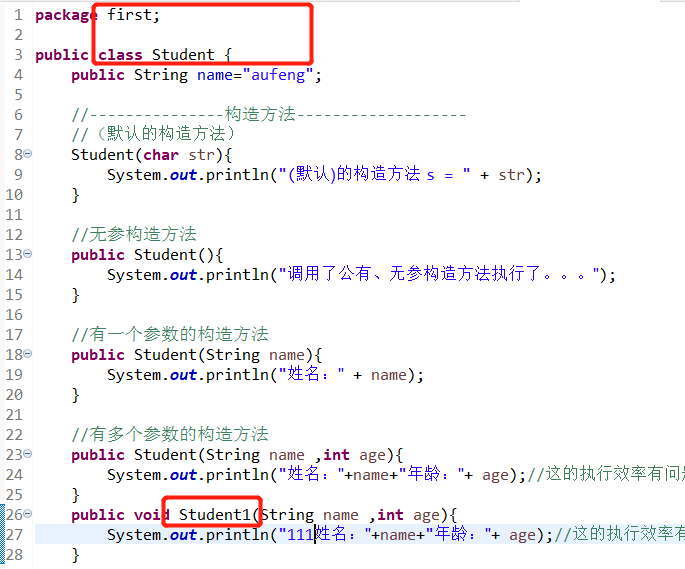 1 package first;
2
3 public class Student {
4 public String name="aufeng";
5
6 //---------------构造方法-------------------
7 //（默认的构造方法）
8 Student(char str){
9 System.out.println("(默认)的构造方法 s = " + str);
10 }
11
12 //无参构造方法
13 public Student(){
14 System.out.println("调用了公有、无参构造方法执行了。。。");
15 }
16
17 //有一个参数的构造方法
18 public Student(String name){
19 System.out.println("姓名：" + name);
20 }
21
22 //有多个参数的构造方法
23 public Student(String name ,int age){
24 System.out.println("姓名："+name+"年龄："+ age);//这的执行效率有问
25 }
26 public void Student1(String name ,int age){
27 System.out.println("111姓名："+name+"年龄："+ age);//这的执行效率有
28 }